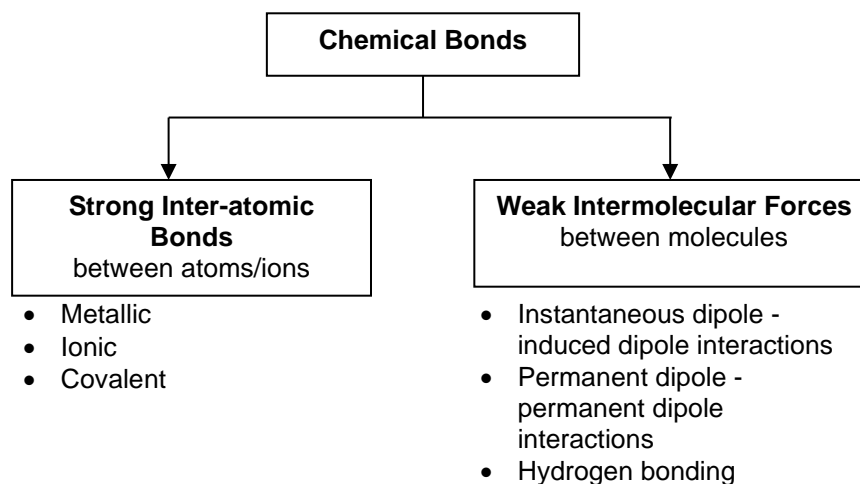 Chemical Bonds
Strong Inter-atomic
Bonds
between atoms/ions
• Metallic
• Ionic
• Covalent
Weak Intermolecular Forces
between molecules
• Instantaneous dipole -
induced dipole interactions
• Permanent dipole -
permanent dipole
interactions
• Hydrogen bonding